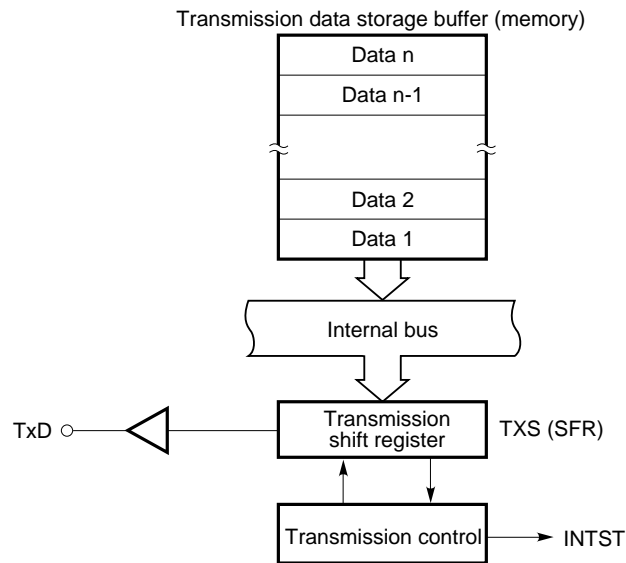 Transmission data storage buffer (memory)
Data n
Data n-1
Data 2
Data 1
Internal bus
TxD
Transmission
shift register
TXS (SFR)
Transmission control
INTST